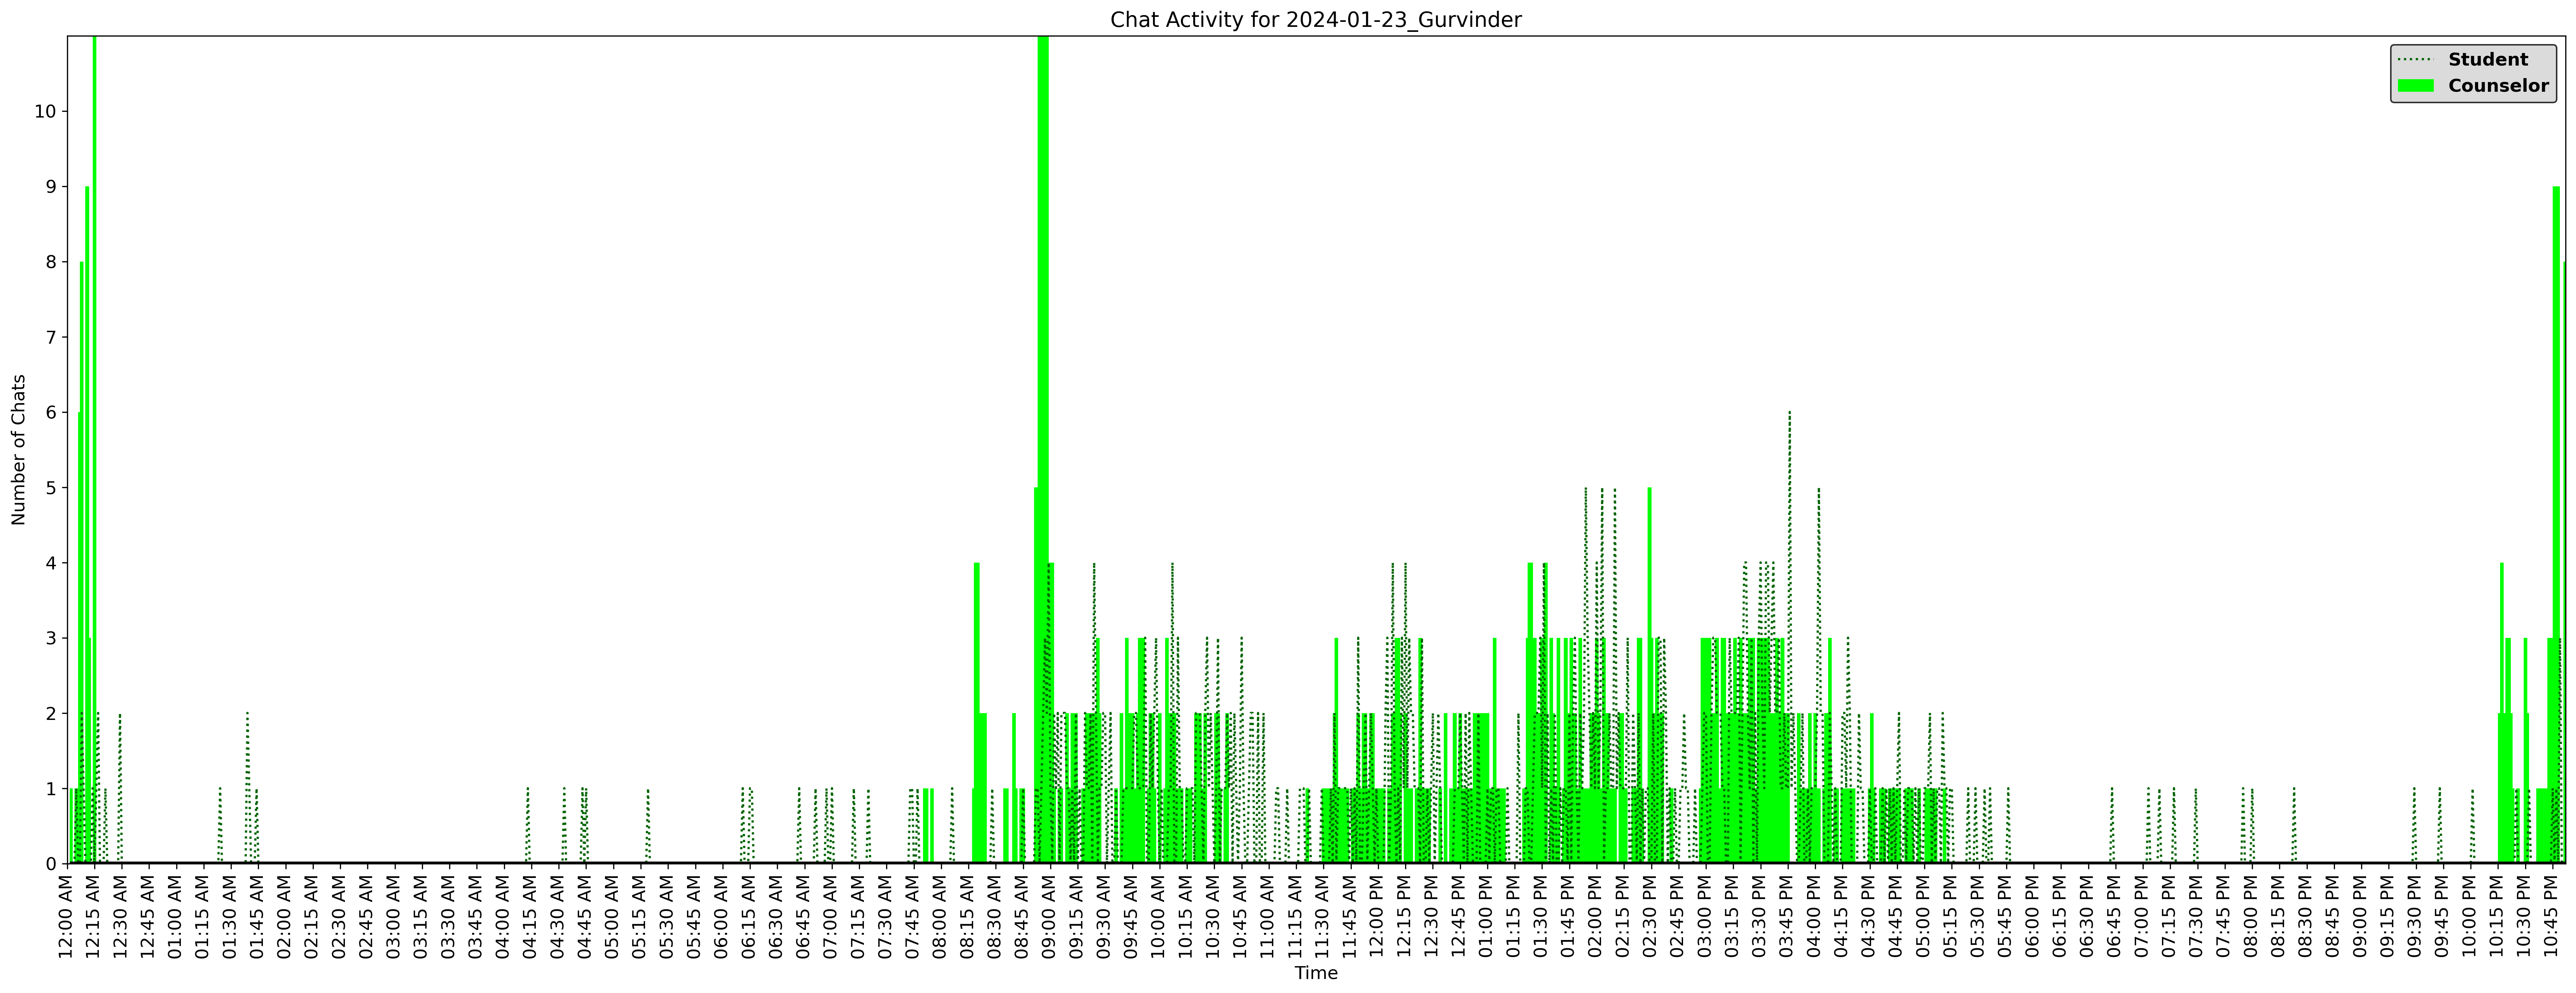 Chat Activity for 2024-01-23_Gurvinder
Student
Counselor
Number of Chats
10
9
8
7
6
5
4
3
2
1
0
12:00 AM
12:15 AM
12:30 AM
12:45 AM
01:00 AM
01:15 AM
01:30 AM
01:45 AM
02:00 AM
02:15 AM
02:30 AM
02:45 AM
03:00 AM
03:15 AM
03:30 AM
03:45 AM
04:00 AM
04:15 AM
04:30 AM
04:45 AM
05:00 AM
05:15 AM
05:30 AM
05:45 AM
06:00 AM
06:15 AM
06:30 AM
06:45 AM
07:00 AM
07:15 AM
07:30 AM
07:45 AM
08:00 AM
08:15 AM
08:30 AM
08:45 AM
09:00 AM
09:15 AM
09:30 AM
09:45 AM
10:00 AM
10:15 AM
10:30 AM
10:45 AM
11:00 AM
11:15 AM
11:30 AM
11:45 AM
12:00 PM
12:15 PM
12:30 PM
12:45 PM
01:00 PM
01:15 PM
01:30 PM
01:45 PM
02:00 PM
02:15 PM
02:30 PM
02:45 PM
03:00 PM
03:15 PM
03:30 PM
03:45 PM
04:00 PM
04:15 PM
04:30 PM
04:45 PM
05:00 PM
05:15 PM
05:30 PM
05:45 PM
06:00 PM
06:15 PM
06:30 PM
06:45 PM
07:00 PM
07:15 PM
07:30 PM
07:45 PM
08:00 PM
08:15 PM
08:30 PM
08:45 PM
09:00 PM
09:15 PM
09:30 PM
09:45 PM
10:00 PM
10:15 PM
10:30 PM
10:45 PM
Time